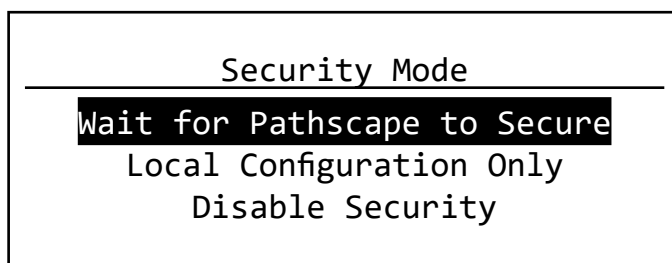 Security Mode
Wait for Pathscape to Secure
Local Configuration Only
Disable Security